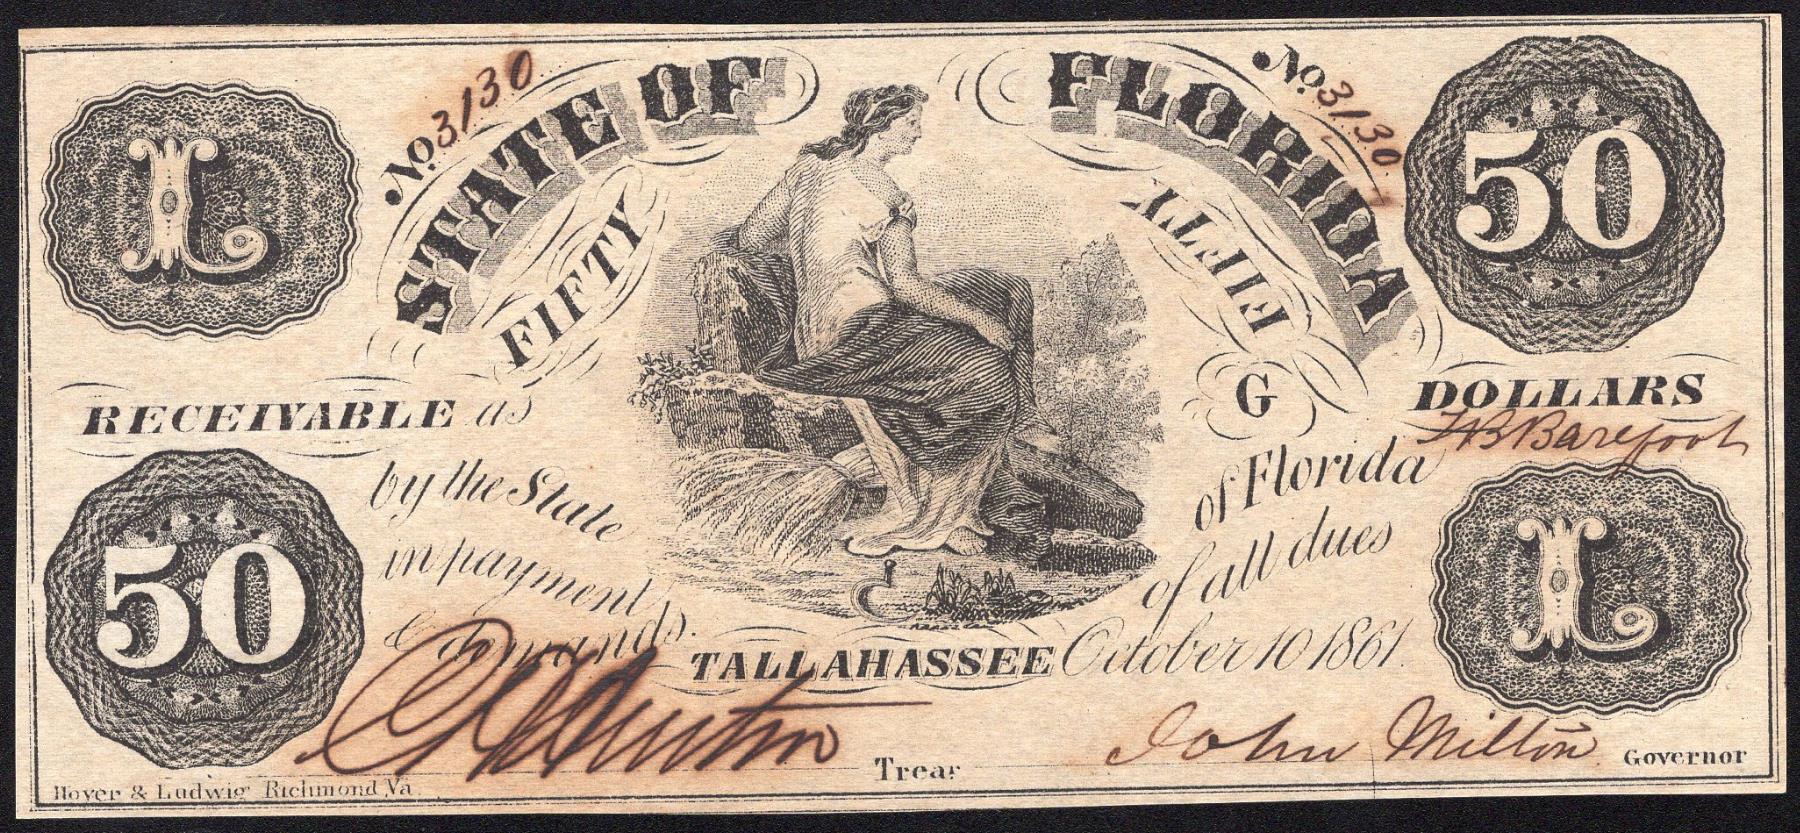 No. 3130
STATE OF FLORIDA
No. 3130
L
50
FIFTY
FIFTY
G
RECEIVABLE as
DOLLARS
by the State
of Florida
in payment
of all dues
& demands.
TALLAHASSEE October 10 1861.
50
L
Treas
John Milton
Governor
Hoyer & Ludwig Richmond Va